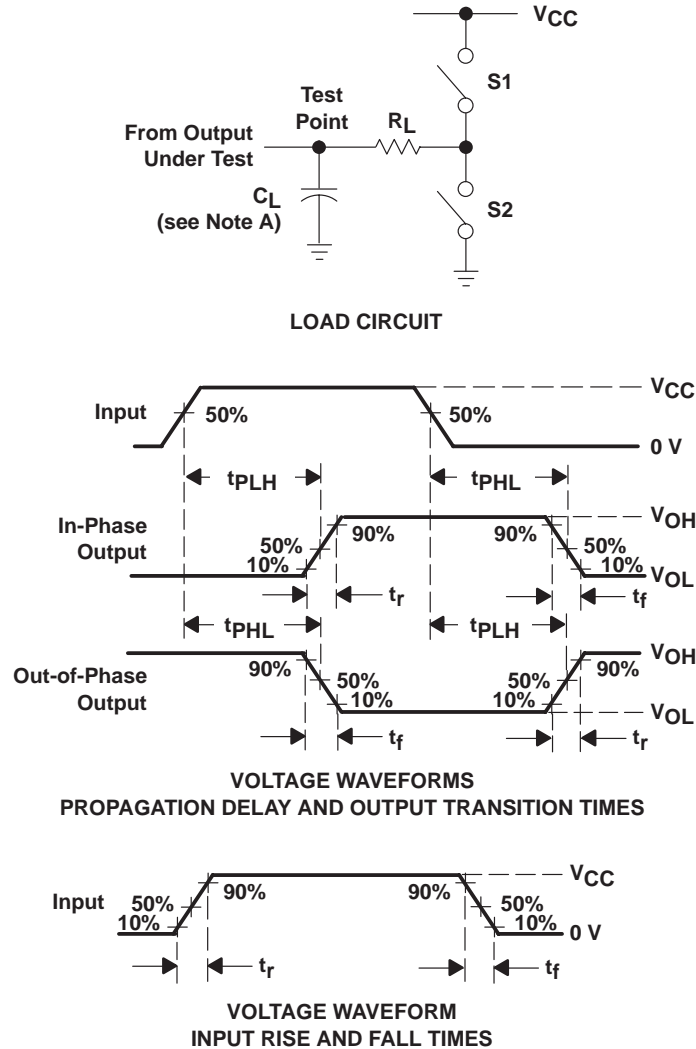 VCC
S1
Test
Point
RL
From Output
Under Test
CL
(see Note A)
S2
LOAD CIRCUIT
VCC
Input
50%
50%
0 V
tPLH
tPHL
In-Phase
Output
VOH
90%
90%
50%
50%
10%
10%
VOL
tr
tf
tPHL
tPLH
Out-of-Phase
Output
VOH
90%
90%
50%
50%
10%
10%
VOL
tf
tr
VOLTAGE WAVEFORMS
PROPAGATION DELAY AND OUTPUT TRANSITION TIMES
VCC
Input
90%
90%
50%
50%
10%
10%
0 V
tr
tf
VOLTAGE WAVEFORM
INPUT RISE AND FALL TIMES